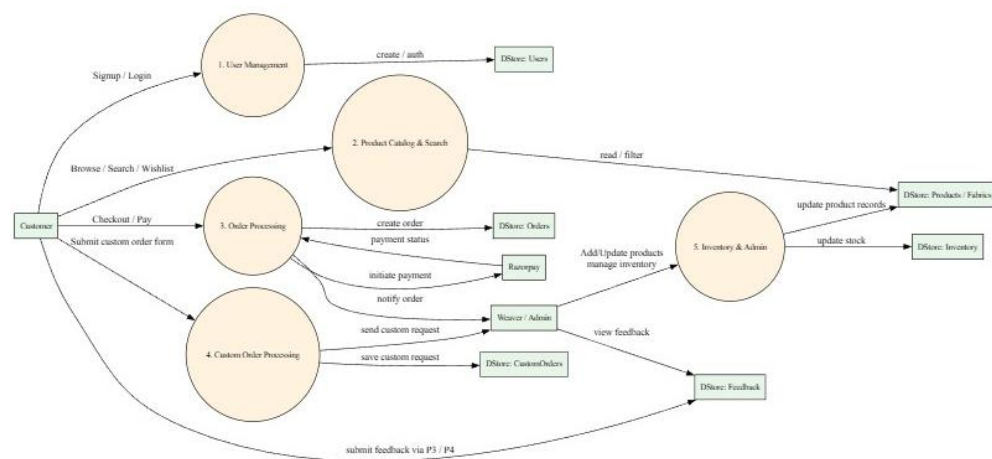 1. User Management
create / auth
DStore: Users
Signup / Login
2. Product Catalog & Search
Browse / Search / Wishlist
read / filter
DStore: Products / Fabrics
update product records
Customer
Checkout / Pay
3. Order Processing
create order
DStore: Orders
Submit custom order form
payment status
Razorpay
initiate payment
Add/Update products
manage inventory
5. Inventory & Admin
update stock
DStore: Inventory
notify order
Weaver / Admin
send custom request
view feedback
4. Custom Order Processing
save custom request
DStore: CustomOrders
DStore: Feedback
submit feedback via P3 / P4